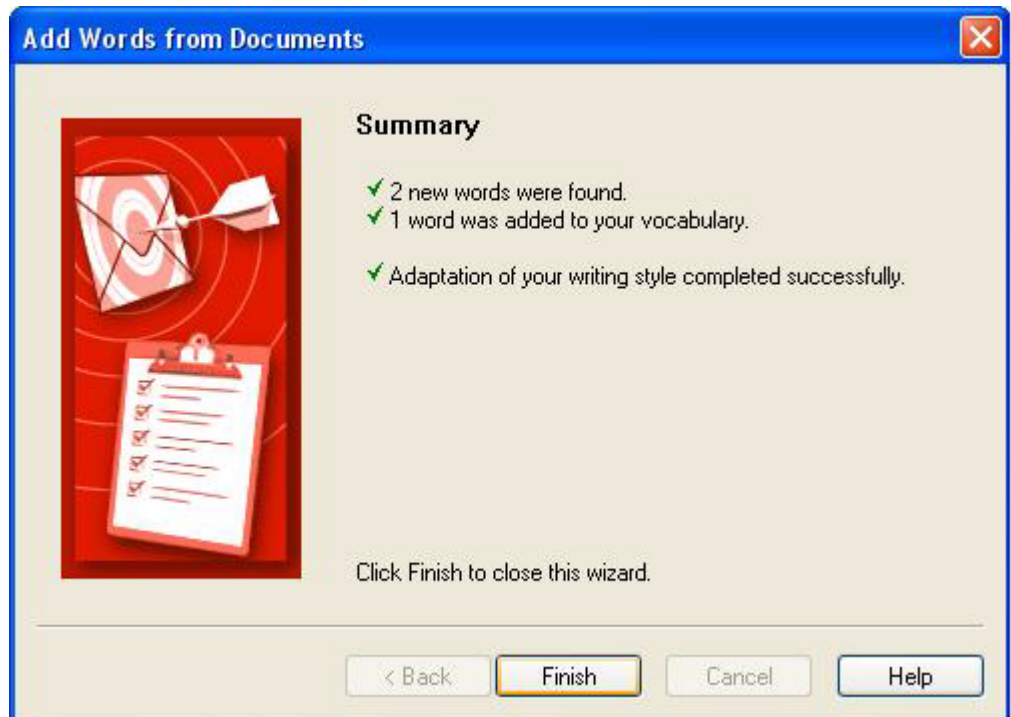 Add Words from Documents
Summary
2 new words were found.
1 word was added to your vocabulary.
Adaptation of your writing style completed successfully.
Click Finish to close this wizard.
< Back Finish Cancel Help